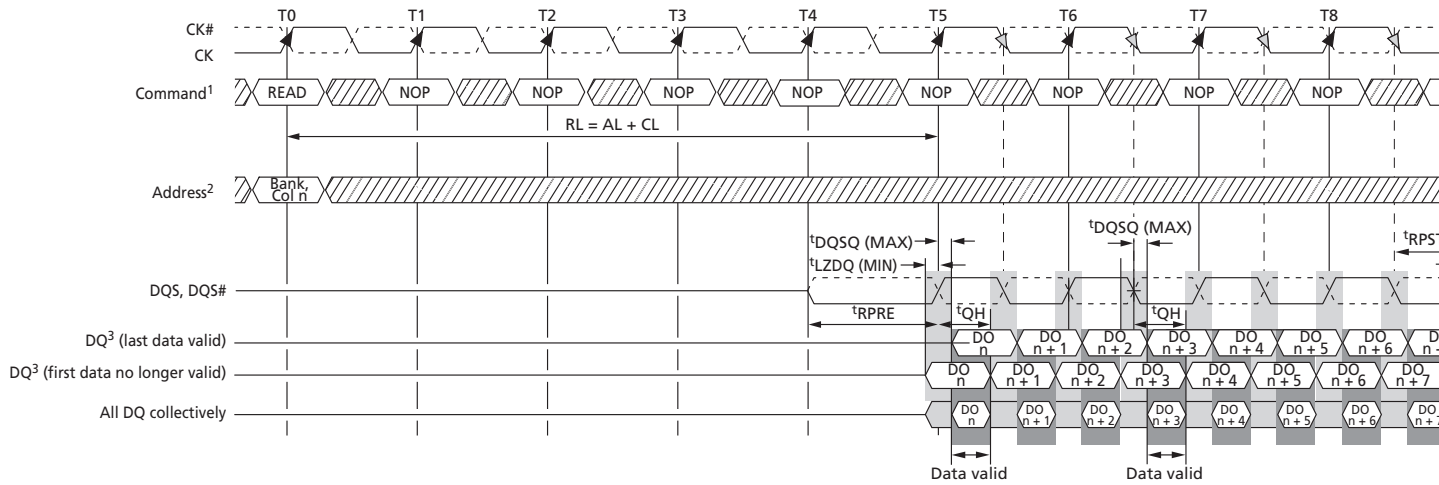 T0 T1 T2 T3 T4 T5 T6 T7 T8
CK#
CK
Command1 READ NOP NOP NOP NOP NOP NOP NOP NOP
RL = AL + CL
Address2 Bank,
Col n
tDQSQ (MAX) tDQSQ (MAX)
tLZDQ (MIN) tRPST
DQS, DQS#
tRPRE tQH tQH
DQ3 (last data valid) DO
n DO
n + 1 DO
n + 2 DO
n + 3 DO
n + 4 DO
n + 5 DO
n + 6
DQ3 (first data no longer valid) DO
n DO
n + 1 DO
n + 2 DO
n + 3 DO
n + 4 DO
n + 5 DO
n + 6 DO
n + 7
All DQ collectively DO
n DO
n + 1 DO
n + 2 DO
n + 3 DO
n + 4 DO
n + 5 DO
n + 6 DO
n + 7
Data valid Data valid